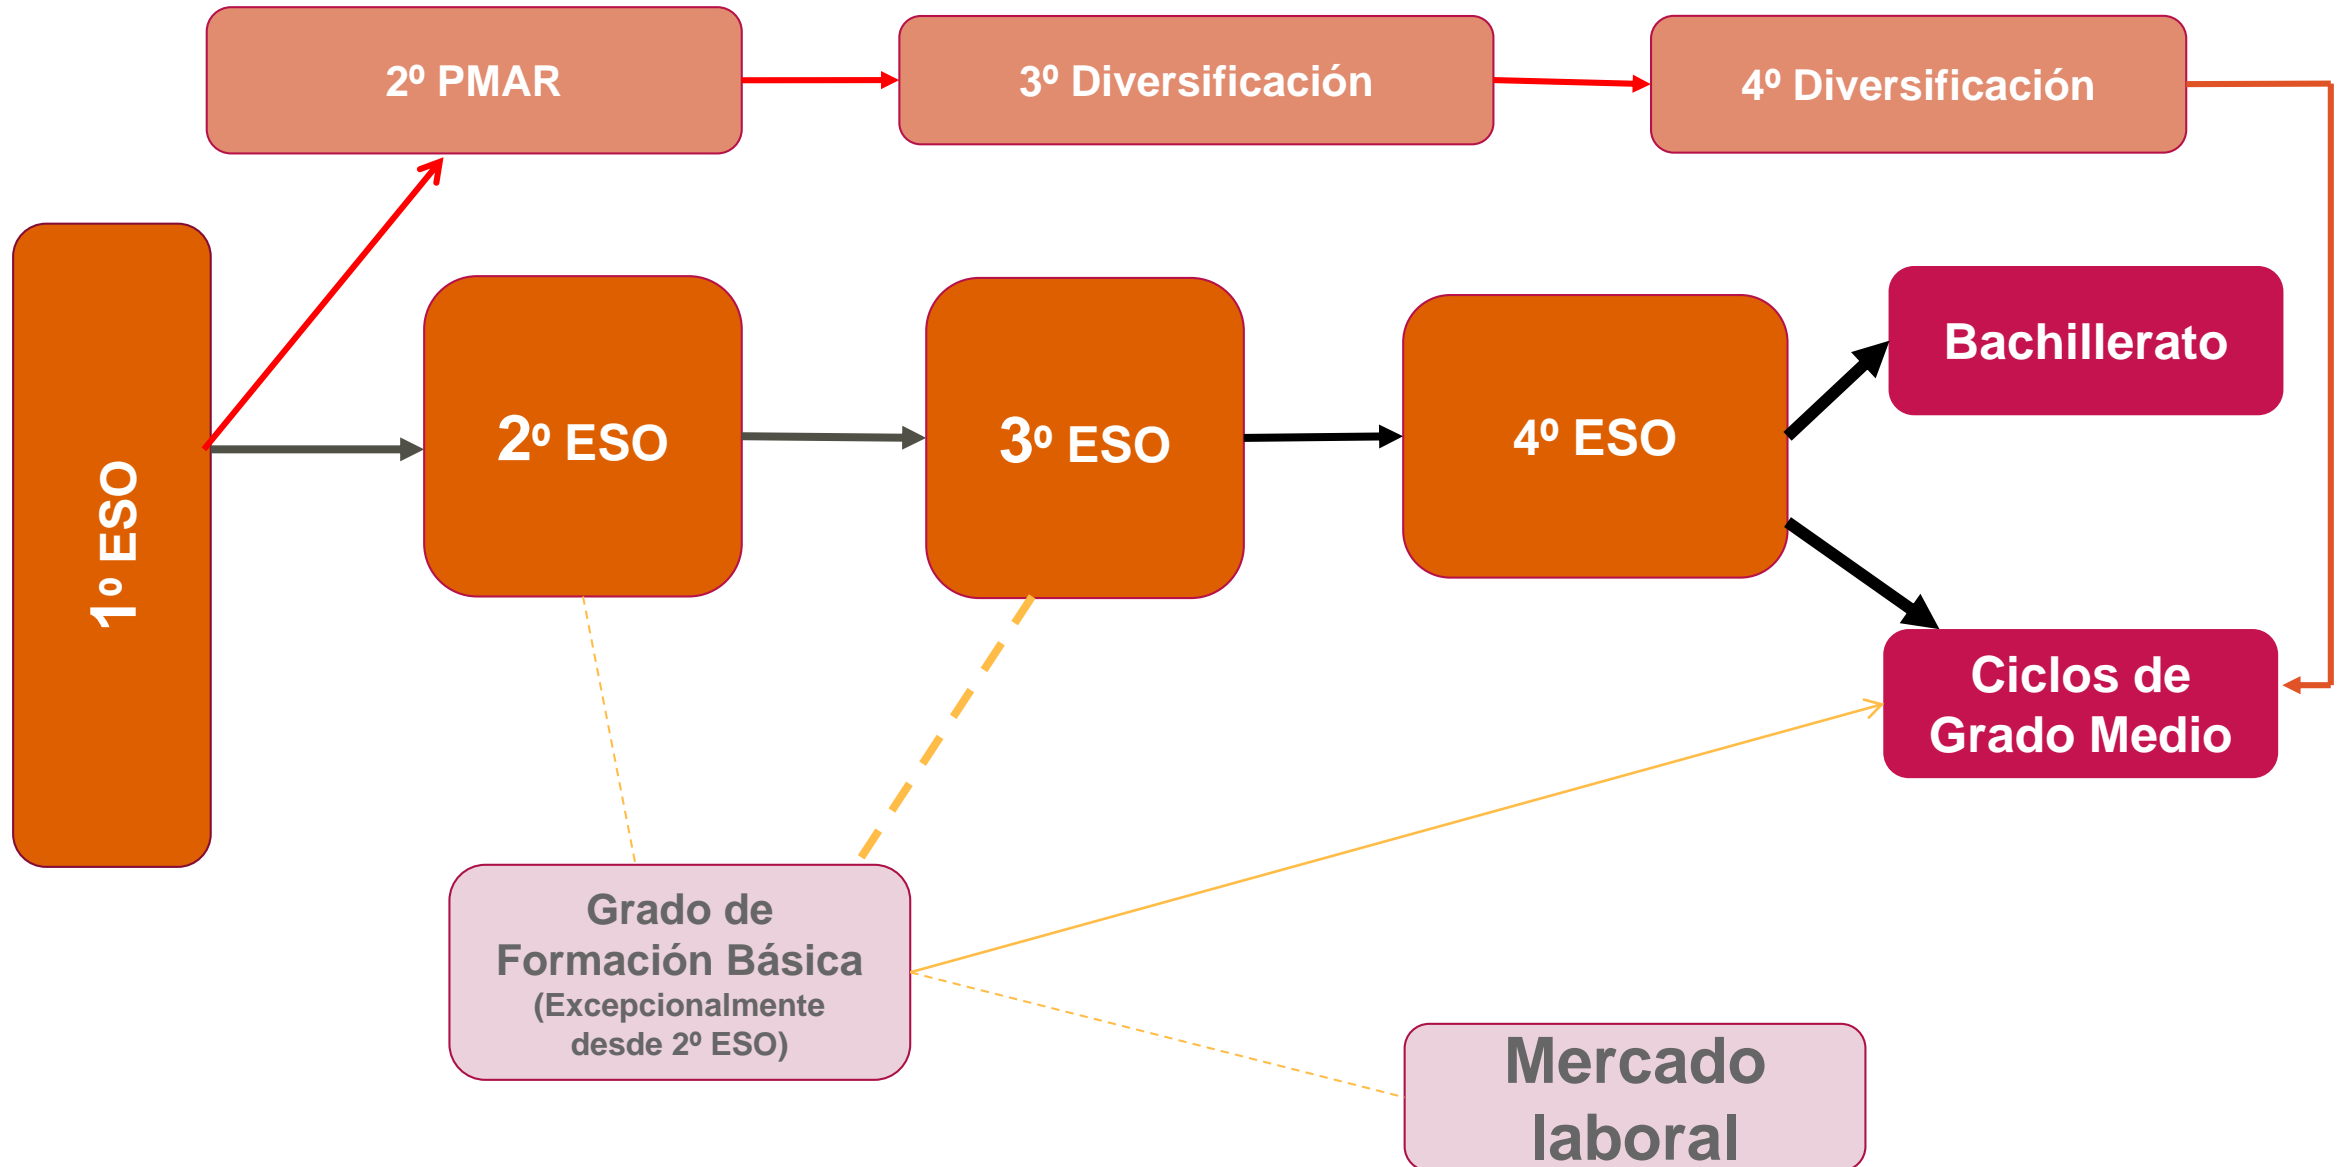 2º PMAR
3º Diversificación
4º Diversificación
1º ESO
2º ESO
3º ESO
4º ESO
Bachillerato
Ciclos de
Grado Medio
Grado de
Formación Básica
(Excepcionalmente
desde 2º ESO)
Mercado
laboral